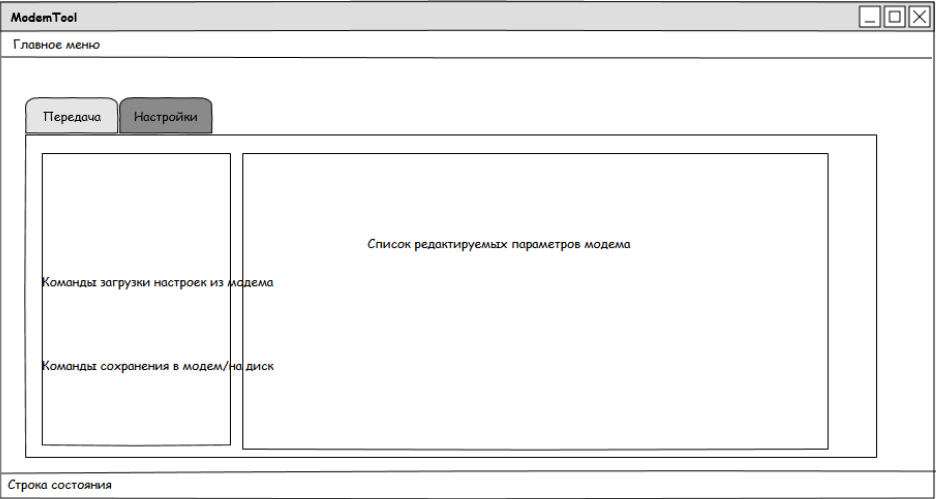 ModemTool
Главное меню
Передача
Настройки
Список редактируемых параметров модема
Команды загрузки настроек из модема
Команды сохранения в модем/на диск
Строка состояния